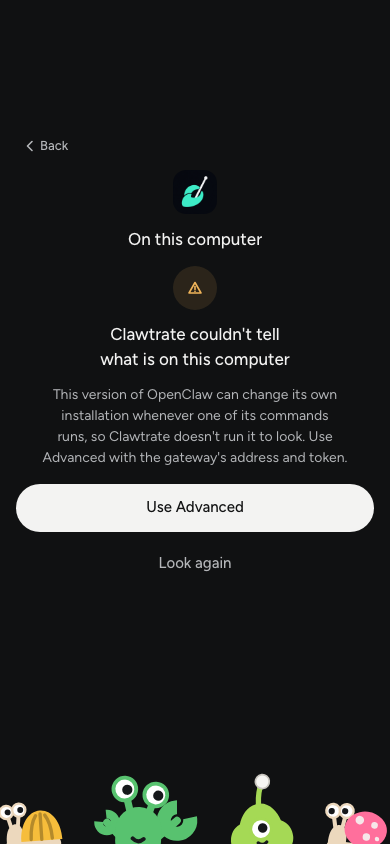 Back
On this computer
Clawtrate couldn't tell
what is on this computer
This version of OpenClaw can change its own
installation whenever one of its commands
runs, so Clawtrate doesn't run it to look. Use
Advanced with the gateway's address and token.
Use Advanced
Look again